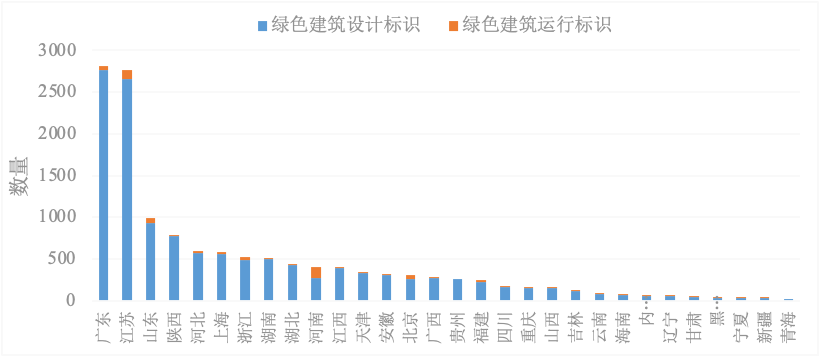 绿色建筑设计标识 绿色建筑运行标识
3000
2500
2000
1500
1000
500
0
数量
广东 江苏 山东 陕西 河北 上海 浙江 湖南 湖北 河南 江西 天津 安徽 北京 广西 贵州 福建 四川 重庆 山西 吉林 云南 海南 内… 辽宁 甘肃 黑… 宁夏 新疆 青海